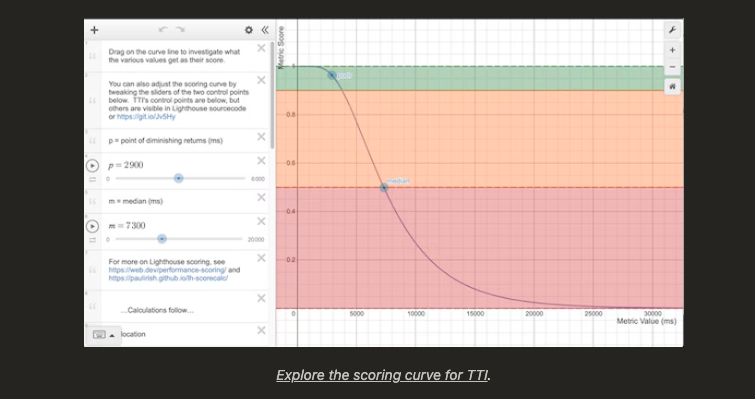 Drag on the curve line to investigate what
the various values get as their score.
You can also adjust the scoring curve by
tweaking the sliders of the two control points
below. TTI's control points are below, but
others are visible in Lighthouse sourcecode
or https://git.io/JvSHy
p = point of diminishing returns (ms)
p = 2900
0
6000
m = median (ms)
m = 7300
0
20000
For more on Lighthouse scoring, see
https://web.dev/performance-scoring/ and
https://paulirish.github.io/lh-scorecalc/
...Calculations follow...
location
Metric Score
1
0.8
0.6
0.4
0.2
median
0
5000
10000
15000
20000
25000
30000
Metric Value (ms)
Explore the scoring curve for TTI.